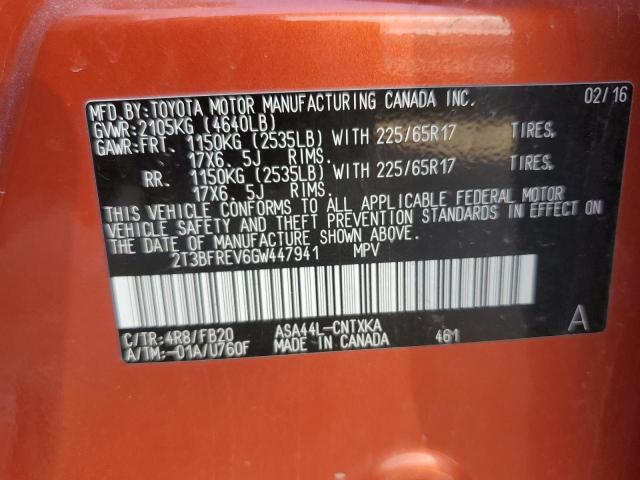 MFD. BY: TOYOTA MOTOR MANUFACTURING CANADA INC. 02/16
GVWR: 2105KG (4640LB)
GAWR: FRT. 1150KG (2535LB) WITH 225/65R17 TIRES,
17X6. 5J RIMS.
RR. 1150KG (2535LB) WITH 225/65R17 TIRES,
17X6. 5J RIMS.
THIS VEHICLE CONFORMS TO ALL APPLICABLE FEDERAL MOTOR
VEHICLE SAFETY AND THEFT PREVENTION STANDARDS IN EFFECT ON
THE DATE OF MANUFACTURE SHOWN ABOVE.
2T3BFREV6GW447941 MPV
C/TR: 4R8/FB20 ASA44L-CNTXKA A
A/TM: -01A/U760F MADE IN CANADA 461